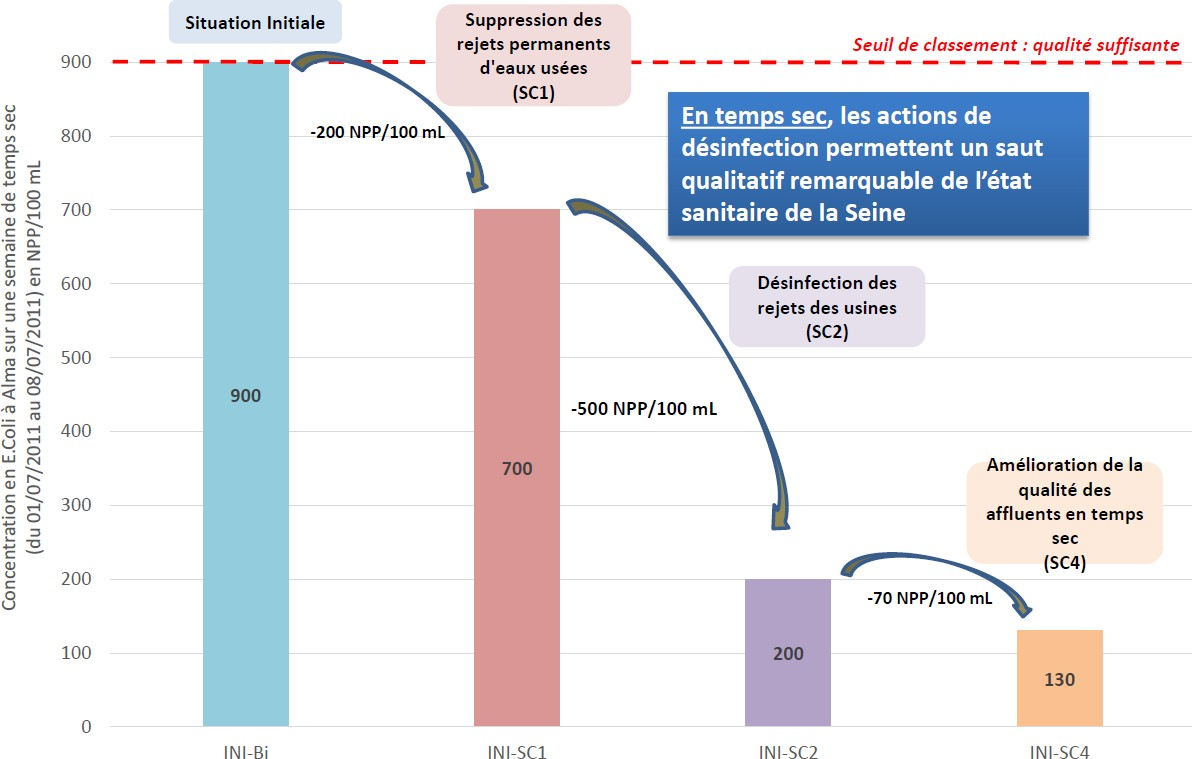 Situation Initiale
Suppression des
rejets permanents
d'eaux usées
(SC1)
Seuil de classement : qualité suffisante
-200 NPP/100 mL
En temps sec, les actions de
désinfection permettent un saut
qualitatif remarquable de l’état
sanitaire de la Seine
Désinfection des
rejets des usines
(SC2)
-500 NPP/100 mL
Amélioration de la
qualité des
affluents en temps
sec
(SC4)
-70 NPP/100 mL
Concentration en E.Coli à Alma sur une semaine de temps sec
(du 01/07/2011 au 08/07/2011) en NPP/100 mL
900
800
700
600
500
400
300
200
100
0
900
700
200
130
INI-Bi
INI-SC1
INI-SC2
INI-SC4